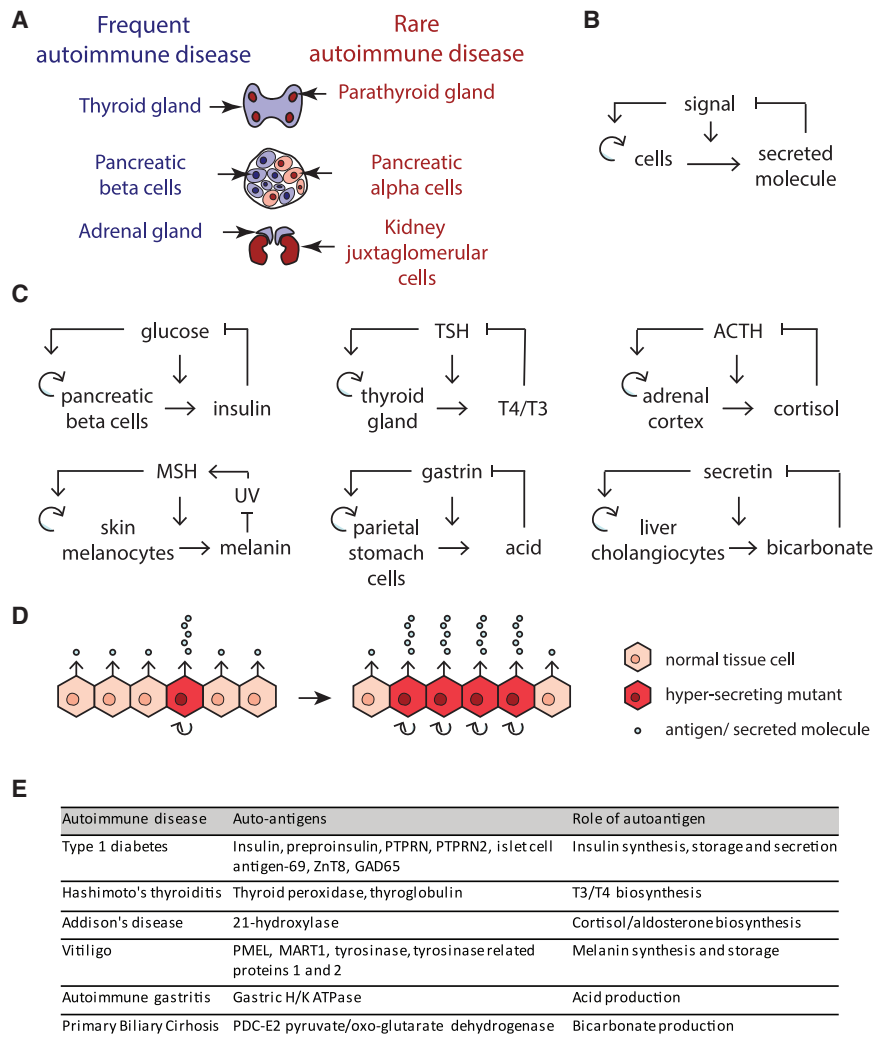 A
Frequent
autoimmune disease
Rare
autoimmune disease
Thyroid gland
Parathyroid gland
Pancreatic
beta cells
Pancreatic
alpha cells
Adrenal gland
Kidney
juxtaglomerular
cells
B
signal
cells
secreted
molecule
C
glucose
pancreatic
beta cells
insulin
TSH
thyroid
gland
T4/T3
ACTH
adrenal
cortex
cortisol
MSH
UV
skin
melanocytes
melanin
gastrin
parietal
stomach
cells
acid
secretin
liver
cholangiocytes
bicarbonate
D
normal tissue cell
hyper-secreting mutant
antigen/ secreted molecule
E
Autoimmune disease Auto-antigens Role of autoantigen
Type 1 diabetes Insulin, preproinsulin, PTPRN, PTPRN2, islet cell Insulin synthesis, storage and secretion
antigen-69, ZnT8, GAD65
Hashimoto's thyroiditis Thyroid peroxidase, thyroglobulin T3/T4 biosynthesis
Addison's disease 21-hydroxylase Cortisol/aldosterone biosynthesis
Vitiligo PMEL, MART1, tyrosinase, tyrosinase related Melanin synthesis and storage
proteins 1 and 2
Autoimmune gastritis Gastric H/K ATPase Acid production
Primary Biliary Cirhosis PDC-E2 pyruvate/oxo-glutarate dehydrogenase Bicarbonate production